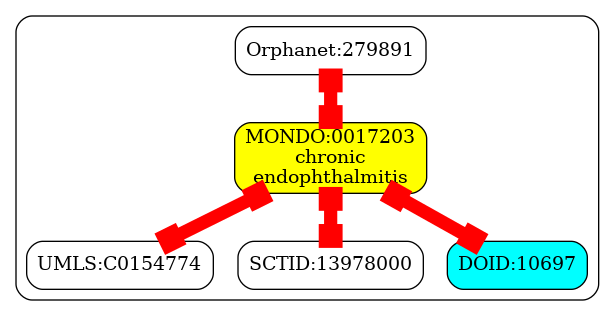 Orphanet:279891
MONDO:0017203
chronic
endophthalmitis
UMLS:C0154774
SCTID:13978000
DOID:10697